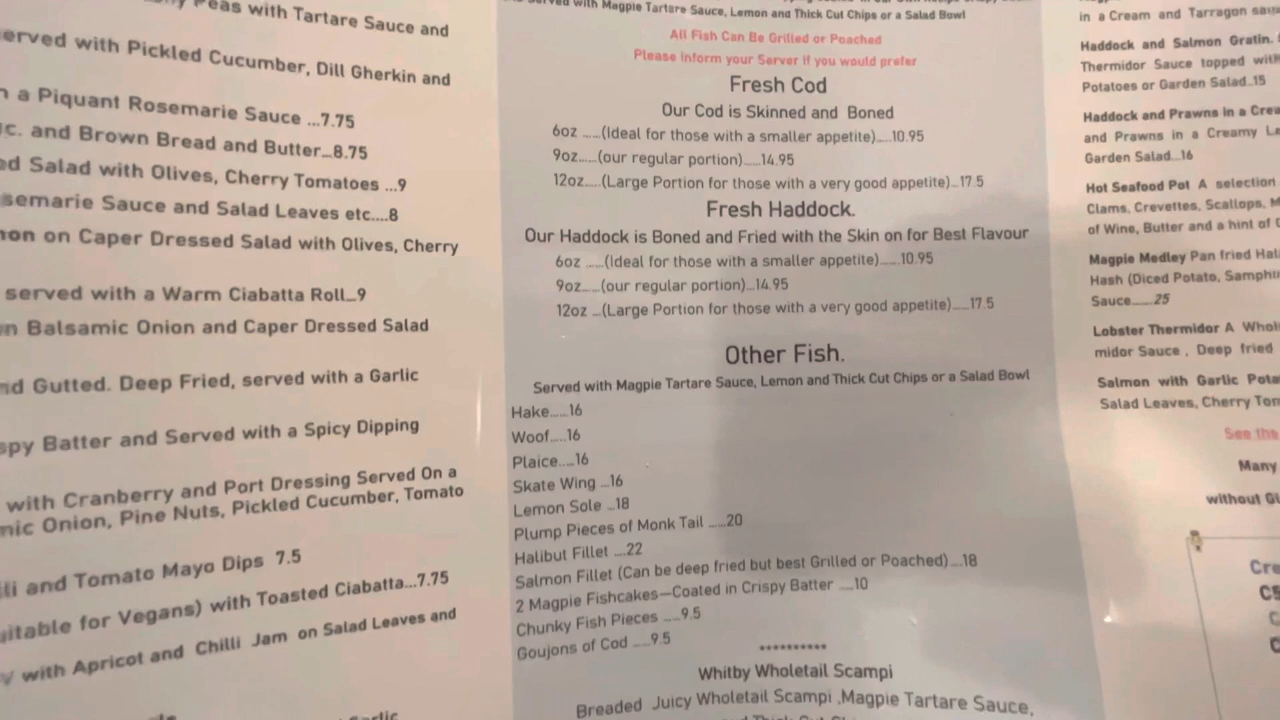 Peas with Tartare Sauce and
served with Pickled Cucumber, Dill Gherkin and
a Piquant Rosemarie Sauce ...7.75
and Brown Bread and Butter...8.75
Salad with Olives, Cherry Tomatoes ...9
Sauce and Salad Leaves etc....8
on Caper Dressed Salad with Olives, Cherry
served with a Warm Ciabatta Roll...9
Balsamic Onion and Caper Dressed Salad
Gutted. Deep Fried, served with a Garlic
Batter and Served with a Spicy Dipping
with Cranberry and Port Dressing Served On a
Onion, Pine Nuts, Pickled Cucumber, Tomato
and Tomato Mayo Dips 7.5
for Vegans) with Toasted Ciabatta...7.75
with Apricot and Chilli Jam on Salad Leaves and
Served with Magpie Tartare Sauce, Lemon and Thick Cut Chips or a Salad Bowl
All Fish Can Be Grilled or Poached
Please inform your Server if you would prefer
Fresh Cod
Our Cod is Skinned and Boned
6oz ......(Ideal for those with a smaller appetite).....10.95
9oz......(our regular portion)......14.95
12oz.....(Large Portion for those with a very good appetite)...17.5
Fresh Haddock.
Our Haddock is Boned and Fried with the Skin on for Best Flavour
6oz ......(Ideal for those with a smaller appetite).......10.95
9oz......(our regular portion)...14.95
12oz ...(Large Portion for those with a very good appetite)......17.5
Other Fish.
Served with Magpie Tartare Sauce, Lemon and Thick Cut Chips or a Salad Bowl
Hake......16
Woof.....16
Plaice.....16
Skate Wing ...16
Lemon Sole ...18
Plump Pieces of Monk Tail ......20
Halibut Fillet ....22
Salmon Fillet (Can be deep fried but best Grilled or Poached)....18
2 Magpie Fishcakes—Coated in Crispy Batter .....10
Chunky Fish Pieces .....9.5
Goujons of Cod ......9.5
**********
Whitby Wholetail Scampi
Breaded Juicy Wholetail Scampi ,Magpie Tartare Sauce,
in a Cream and Tarragon
Haddock and Salmon Gratin.
Thermidor Sauce topped with
Potatoes or Garden Salad..15
Haddock and Prawns in a
and Prawns in a Creamy
Garden Salad...16
Hot Seafood Pot A selection
Clams, Crevettes, Scallops,
of Wine, Butter and a hint of
Magpie Medley Pan fried
Hash (Diced Potato,
Sauce.......25
Lobster Thermidor A
midor Sauce , Deep fried
Salmon with Garlic
Salad Leaves, Cherry
See the
Many
without